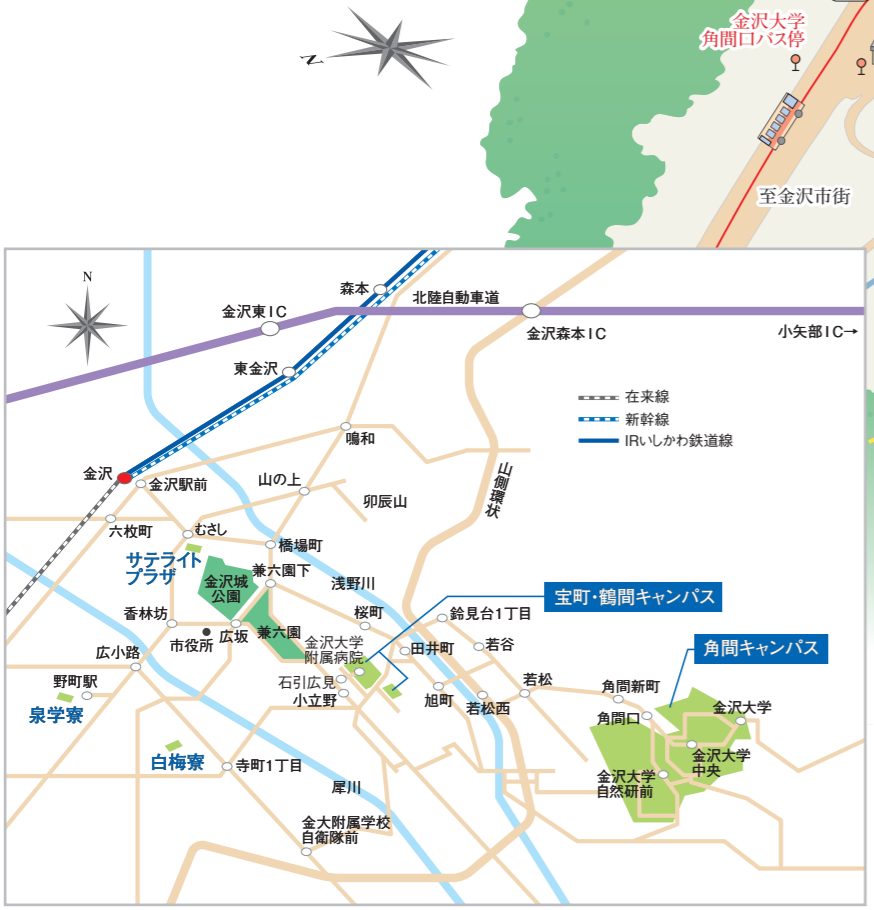 金沢大学
角間口バス停
N
至金沢市街
N
森本
北陸自動車道
金沢東IC
金沢森本IC
小矢部IC→
東金沢
在来線
新幹線
IRいしかわ鉄道線
鳴和
山側環状
金沢
金沢駅前
山の上
卯辰山
六枚町
むさし
橋場町
サテライト
プラザ
金沢城
公園
兼六園下
浅野川
宝町・鶴間キャンパス
香林坊
市役所
広坂
兼六園
桜町
鈴見台1丁目
金沢大学
附属病院
田井町
若谷
角間キャンパス
広小路
石引広見
小立野
野町駅
泉学寮
旭町
若松西
若松
角間新町
角間口
金沢大学
白梅寮
寺町1丁目
犀川
金沢大学
中央
金沢大学
自然研前
金大附属学校
自衛隊前